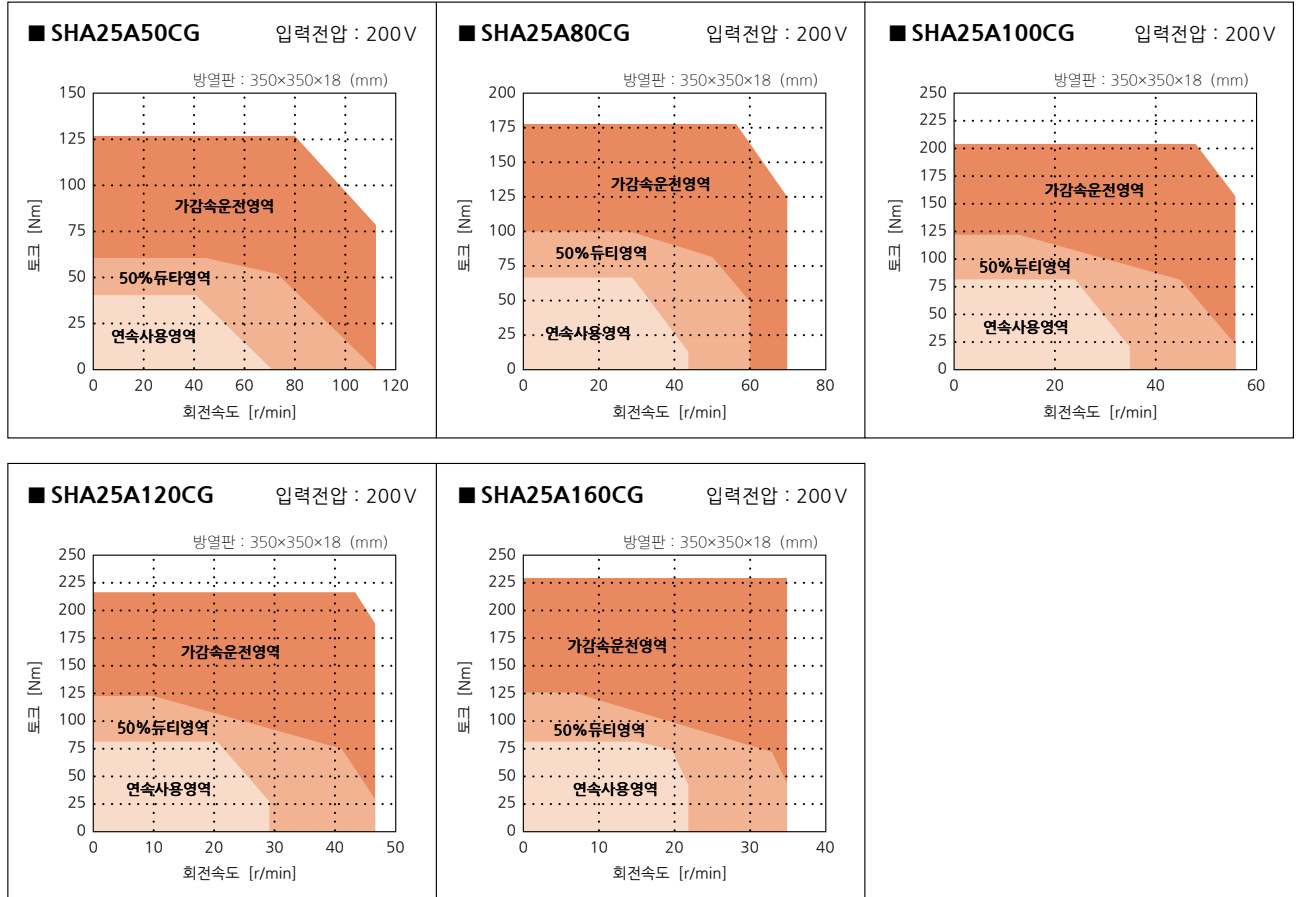 ■ SHA25A50CG 입력전압 : 200V
방열판 : 350×350×18 (mm)
150
125
100
75
50
25
0
토크 [Nm]
가감속운전영역
50%듀티영역
연속사용영역
0 20 40 60 80 100 120
회전속도 [r/min]
■ SHA25A80CG 입력전압 : 200V
방열판 : 350×350×18 (mm)
200
175
150
125
100
75
50
25
0
토크 [Nm]
가감속운전영역
50%듀티영역
연속사용영역
0 20 40 60 80
회전속도 [r/min]
■ SHA25A100CG 입력전압 : 200V
방열판 : 350×350×18 (mm)
250
225
200
175
150
125
100
75
50
25
0
토크 [Nm]
가감속운전영역
50%듀티영역
연속사용영역
0 20 40 60
회전속도 [r/min]
■ SHA25A120CG 입력전압 : 200V
방열판 : 350×350×18 (mm)
250
225
200
175
150
125
100
75
50
25
0
토크 [Nm]
가감속운전영역
50%듀티영역
연속사용영역
0 10 20 30 40 50
회전속도 [r/min]
■ SHA25A160CG 입력전압 : 200V
방열판 : 350×350×18 (mm)
250
225
200
175
150
125
100
75
50
25
0
토크 [Nm]
가감속운전영역
50%듀티영역
연속사용영역
0 10 20 30 40
회전속도 [r/min]